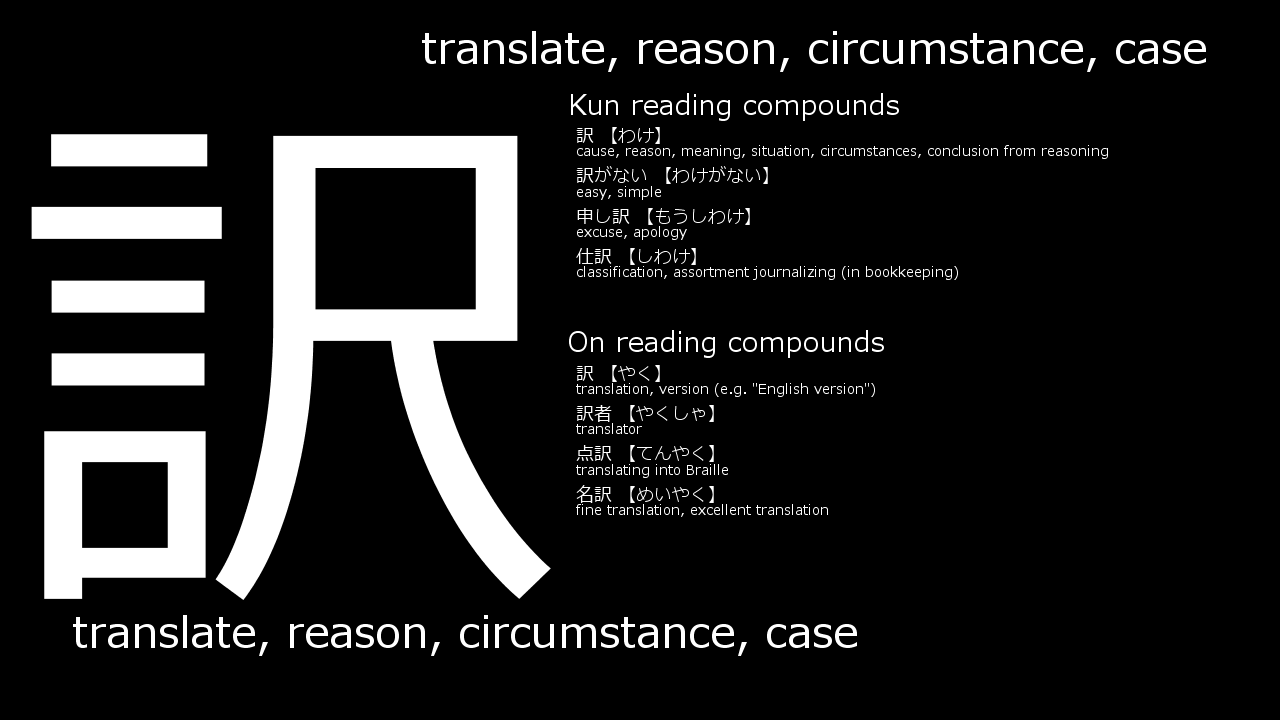 translate, reason, circumstance, case
訳
Kun reading compounds
訳 【わけ】
cause, reason, meaning, situation, circumstances, conclusion from reasoning
訳がない 【わけがない】
easy, simple
申し訳 【もうしわけ】
excuse, apology
仕訳 【しわけ】
classification, assortment journalizing (in bookkeeping)
On reading compounds
訳 【やく】
translation, version (e.g. "English version")
訳者 【やくしゃ】
translator
点訳 【てんやく】
translating into Braille
名訳 【めいやく】
fine translation, excellent translation
translate, reason, circumstance, case